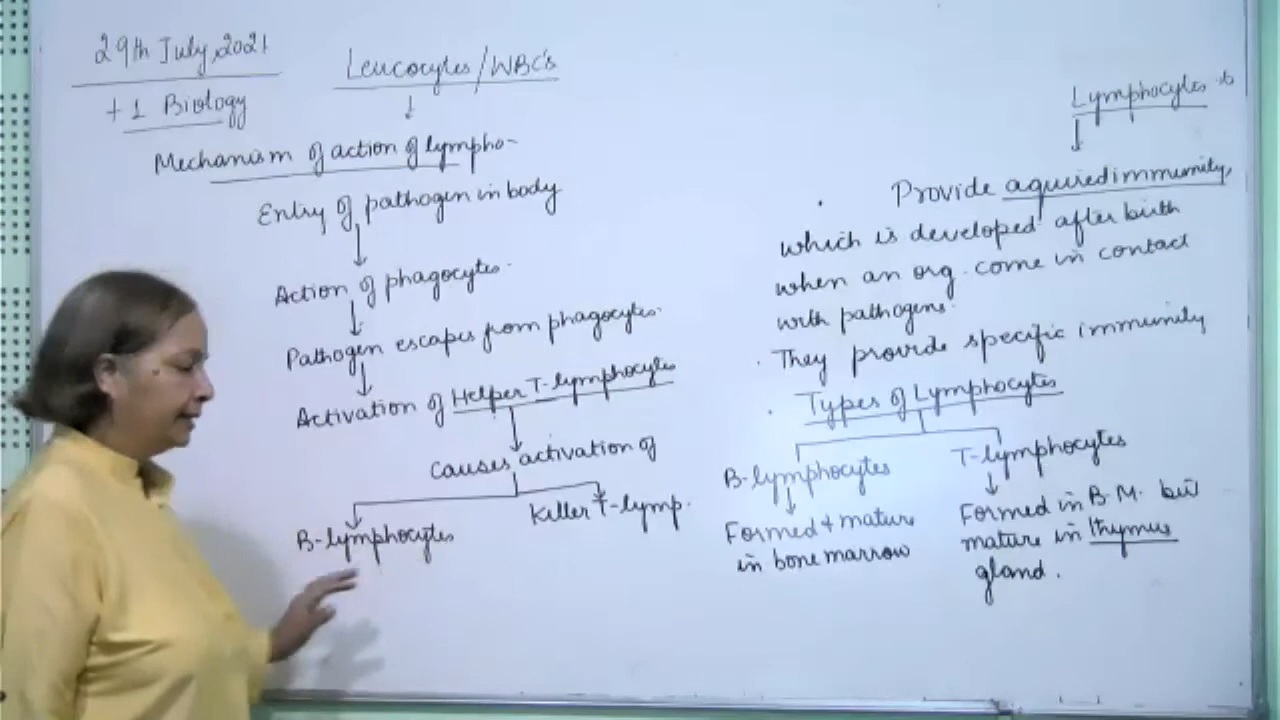 29th July, 2021
+1 Biology
Leucocytes/WBC's
↓
Mechanism of action of lympho-
Entry of pathogen in body
↓
Action of phagocytes.
↓
Pathogen escapes from phagocytes.
↓
Activation of Helper T-lymphocytes
↓
Causes activation of
B-lymphocytes
Killer T-lymp.
Lymphocytes
↓
. Provide aquired immunity,
which is developed after birth
when an org. come in contact
with pathogens.
. They provide specific immunity
. Types of Lymphocytes
B-lymphocytes
↓
Formed & mature
in bone marrow
T-lymphocytes
↓
Formed in B.M. but
mature in thymus
gland.